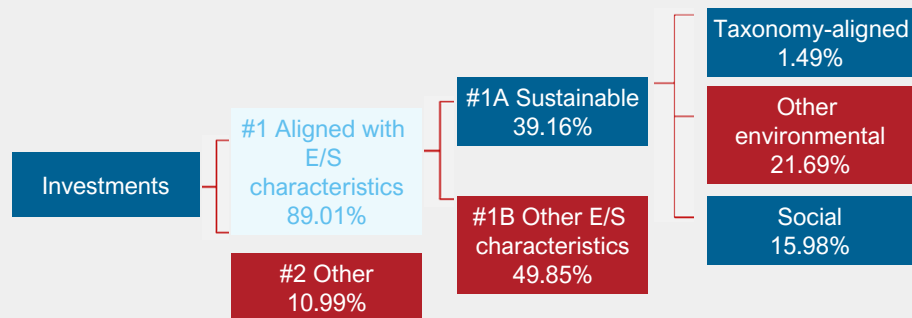 Investments
#1 Aligned with
E/S
characteristics
89.01%
#2 Other
10.99%
#1A Sustainable
39.16%
#1B Other E/S
characteristics
49.85%
Taxonomy-aligned
1.49%
Other
environmental
21.69%
Social
15.98%